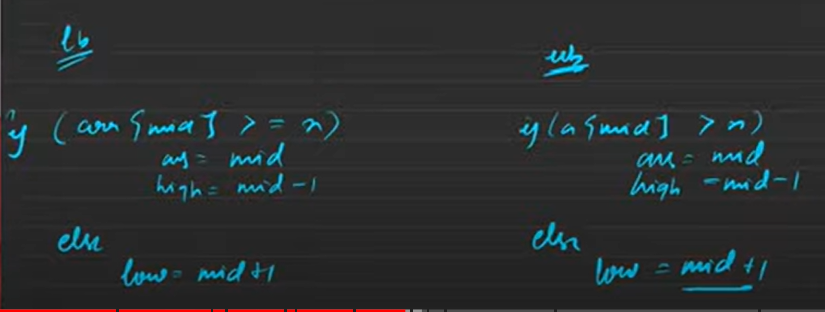 lb
if (arr[mid] >= x)
ans = mid
high = mid - 1
else
low = mid + 1
ub
if (a[mid] > x)
ans = mid
high = mid - 1
else
low = mid + 1